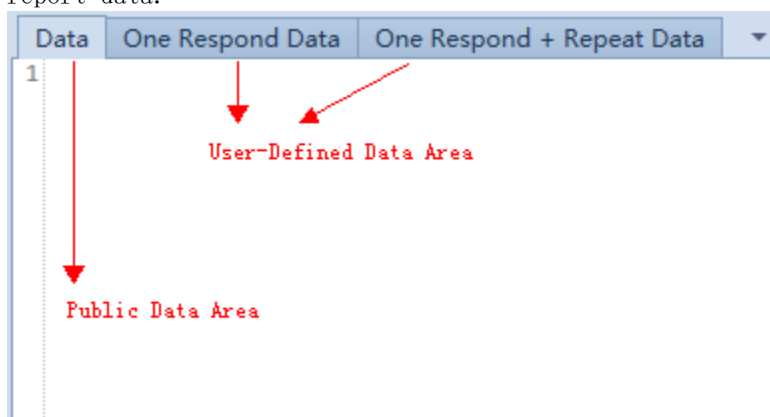 report data.
Data One Respond Data One Respond + Repeat Data
1
User-Defined Data Area
Public Data Area